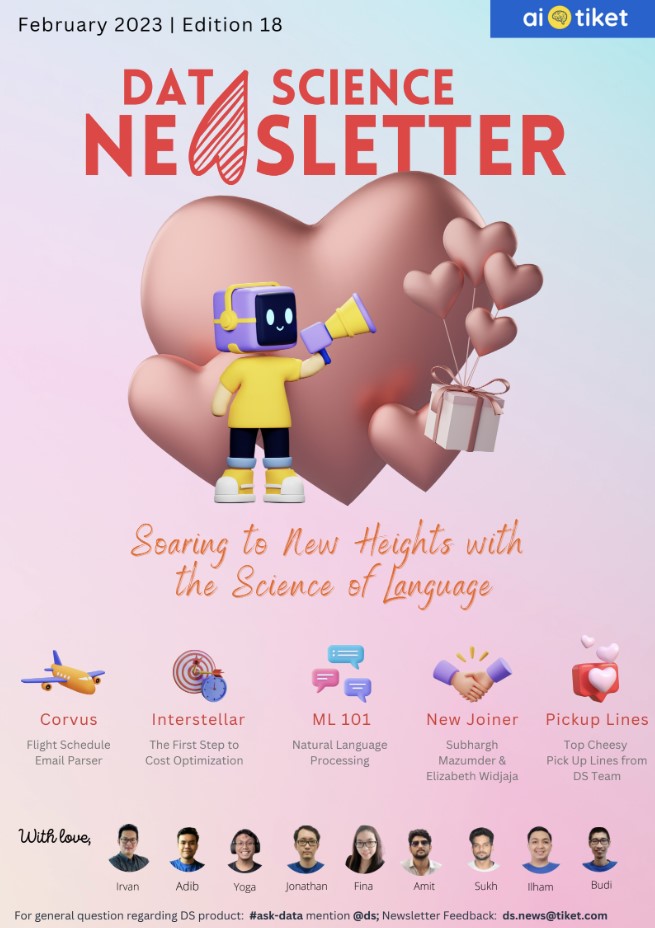 February 2023 | Edition 18
ai tiket
DATA SCIENCE
NEWSLETTER
Soaring to New Heights with
the Science of Language
Corvus
Flight Schedule
Email Parser
Interstellar
The First Step to
Cost Optimization
ML 101
Natural Language
Processing
New Joiner
Subhargh
Mazumder &
Elizabeth Widjaja
Pickup Lines
Top Cheesy
Pick Up Lines from
DS Team
With love,
Irvan
Adib
Yoga
Jonathan
Fina
Amit
Sukh
Ilham
Budi
For general question regarding DS product: #ask-data mention @ds; Newsletter Feedback: ds.news@tiket.com